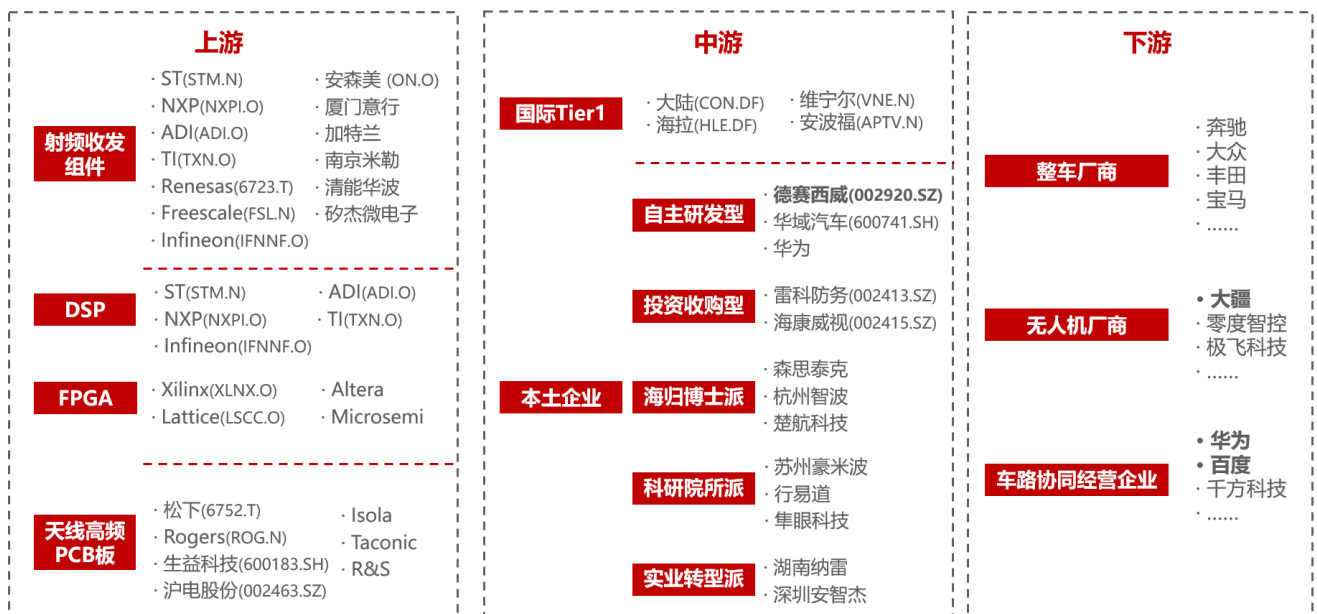 上游
射频收发
组件
· ST(STM.N)
· NXP(NXPI.O)
· ADI(ADI.O)
· TI(TXN.O)
· Renesas(6723.T)
· Freescale(FSL.N)
· Infineon(IFNNF.O)
· 安森美 (ON.O)
· 厦门意行
· 加特兰
· 南京米勒
· 清能华波
· 矽杰微电子
DSP
· ST(STM.N)
· NXP(NXPI.O)
· Infineon(IFNNF.O)
· ADI(ADI.O)
· TI(TXN.O)
FPGA
· Xilinx(XLNX.O)
· Lattice(LSCC.O)
· Altera
· Microsemi
天线高频
PCB板
· 松下(6752.T)
· Rogers(ROG.N)
· 生益科技(600183.SH)
· 沪电股份(002463.SZ)
· Isola
· Taconic
· R&S
中游
国际Tier1
· 大陆(CON.DF)
· 海拉(HLE.DF)
· 维宁尔(VNE.N)
· 安波福(APTV.N)
本土企业
自主研发型
· 德赛西威(002920.SZ)
· 华域汽车(600741.SH)
· 华为
投资收购型
· 雷科防务(002413.SZ)
· 海康威视(002415.SZ)
海归博士派
· 森思泰克
· 杭州智波
· 楚航科技
科研院所派
· 苏州豪米波
· 行易道
· 隼眼科技
实业转型派
· 湖南纳雷
· 深圳安智杰
下游
整车厂商
· 奔驰
· 大众
· 丰田
· 宝马
· ......
无人机厂商
• 大疆
· 零度智控
· 极飞科技
· ......
车路协同经营企业
• 华为
• 百度
· 千方科技
· ......